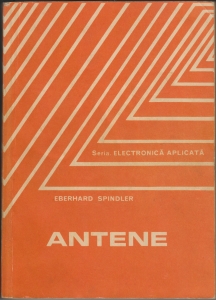 Seria ELECTRONICĂ APLICATĂ
EBERHARD SPINDLER
ANTENE